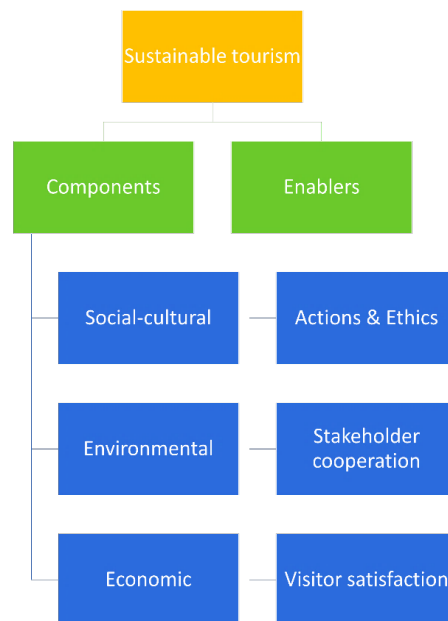 Sustainable tourism
Components
Enablers
Social-cultural
Actions & Ethics
Environmental
Stakeholder
cooperation
Economic
Visitor satisfaction